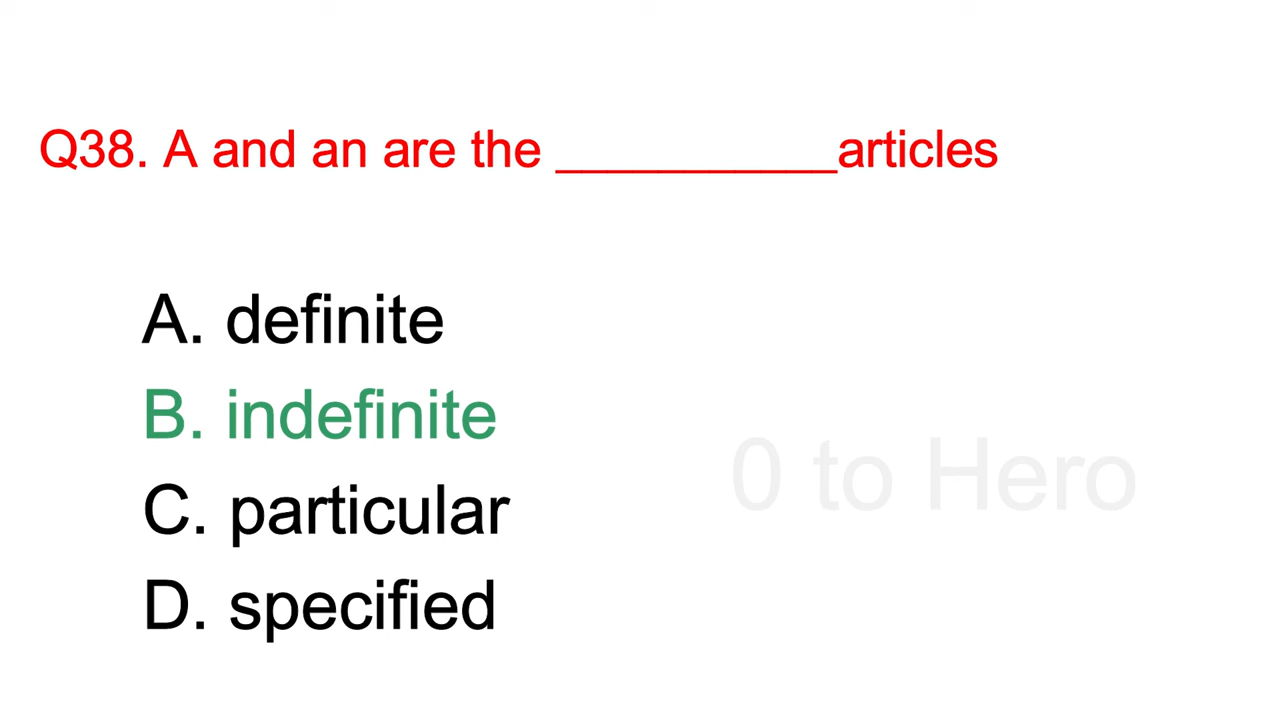 Q38. A and an are the ___________articles
A. definite
B. indefinite
0 to Hero
C. particular
D. specified